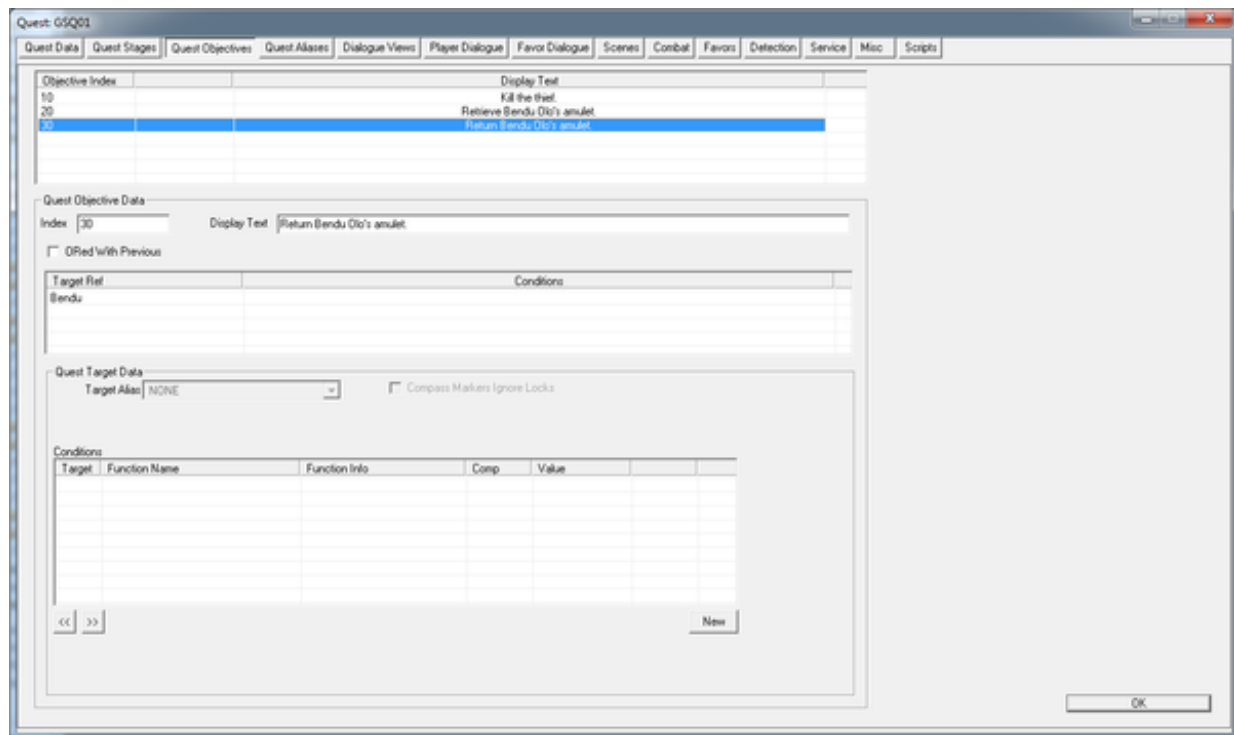 Quest: GSQ01
Quest Data Quest Stages Quest Objectives Quest Aliases Dialogue Views Player Dialogue Favor Dialogue Scenes Combat Favors Detection Service Misc Scripts
Objective Index Display Text
10 Kill the thief.
20 Retrieve Bendu Olo's amulet.
30 Return Bendu Olo's amulet.
Quest Objective Data
Index 30 Display Text Return Bendu Olo's amulet.
ORed With Previous
Target Ref Conditions
Bendu
Quest Target Data
Target Alias NONE Compass Markers Ignore Locks
Conditions
Target Function Name Function Info Comp Value
<< >> New
OK